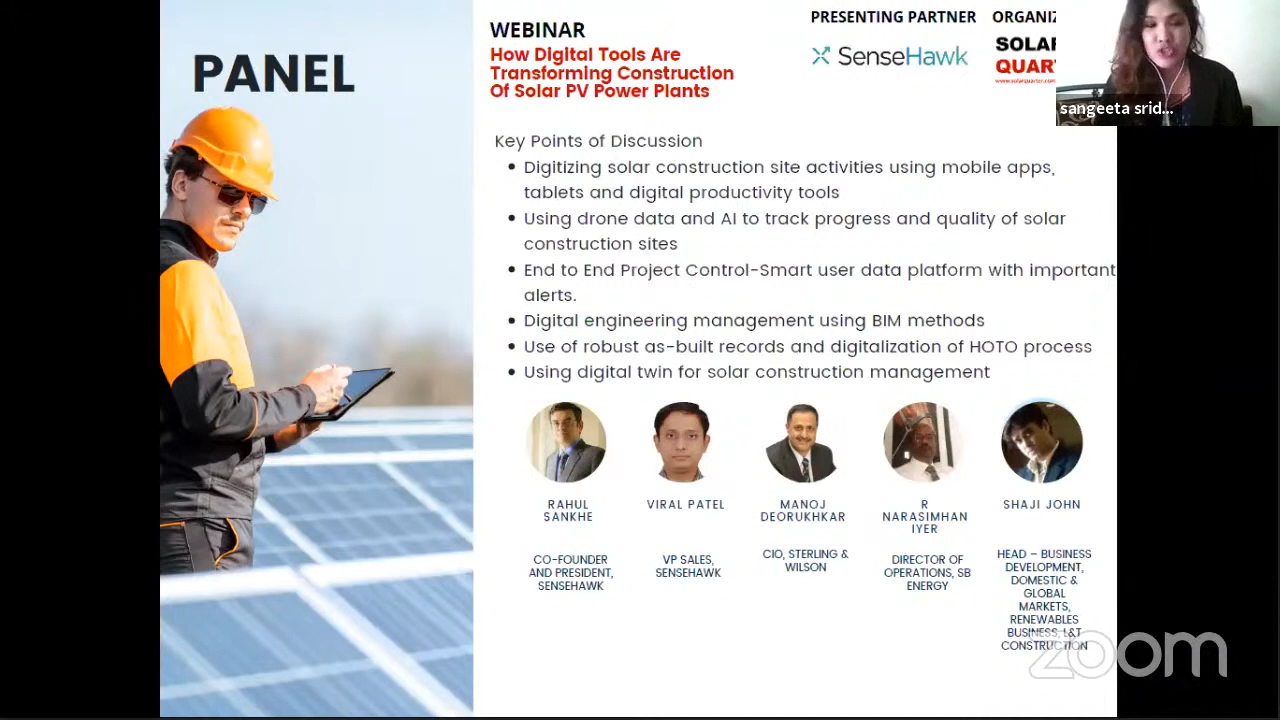 PANEL
WEBINAR
How Digital Tools Are
Transforming Construction
Of Solar PV Power Plants
PRESENTING PARTNER
SenseHawk
ORGANIZ
SOLAR
QUART
www.solarquarter.com
sangeeta srid...
Key Points of Discussion
• Digitizing solar construction site activities using mobile apps,
tablets and digital productivity tools
• Using drone data and AI to track progress and quality of solar
construction sites
• End to End Project Control-Smart user data platform with important
alerts.
• Digital engineering management using BIM methods
• Use of robust as-built records and digitalization of HOTO process
• Using digital twin for solar construction management
RAHUL
SANKHE
CO-FOUNDER
AND PRESIDENT,
SENSEHAWK
VIRAL PATEL
VP SALES,
SENSEHAWK
MANOJ
DEORUKHKAR
CIO, STERLING &
WILSON
R
NARASIMHAN
IYER
DIRECTOR OF
OPERATIONS, SB
ENERGY
SHAJI JOHN
HEAD – BUSINESS
DEVELOPMENT,
DOMESTIC &
GLOBAL
MARKETS,
RENEWABLES
BUSINESS, L&T
CONSTRUCTION
zoom